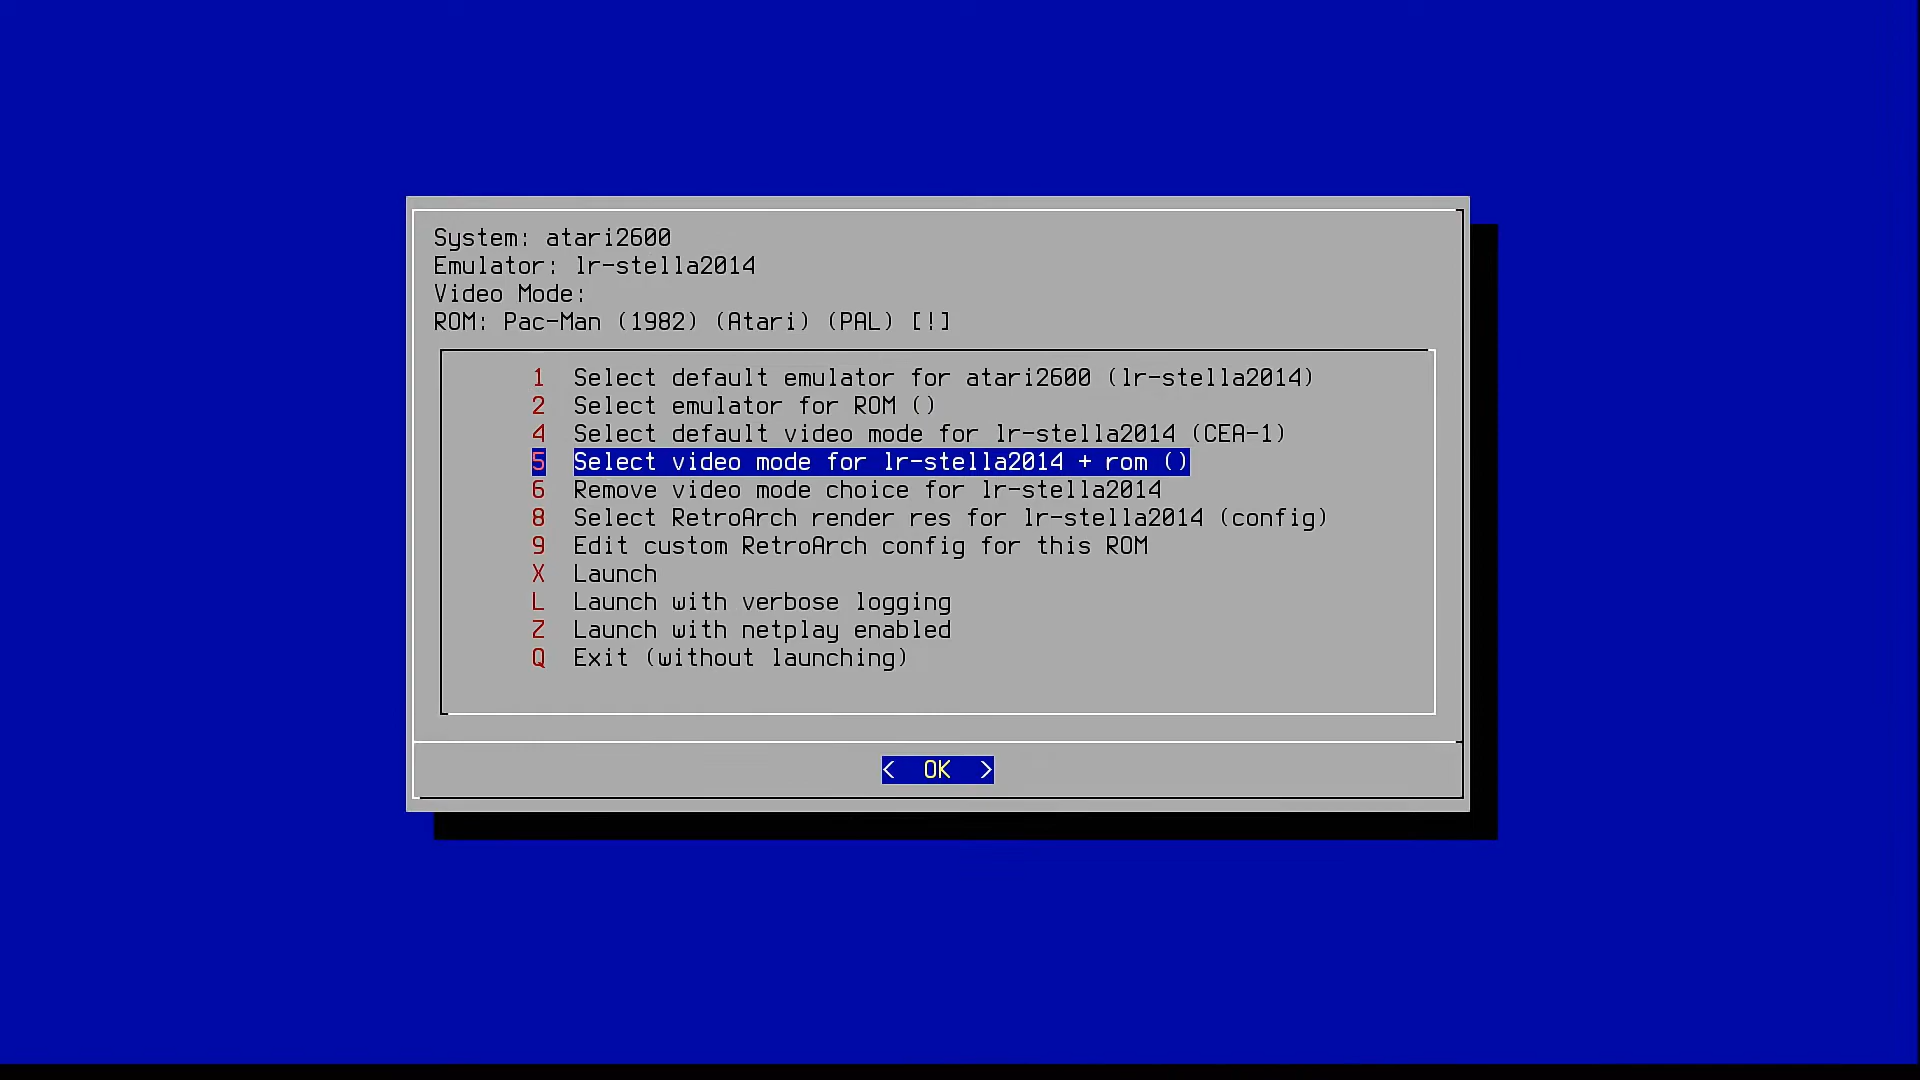 System: atari2600
Emulator: lr-stella2014
Video Mode:
ROM: Pac-Man (1982) (Atari) (PAL) [!]
1 Select default emulator for atari2600 (lr-stella2014)
2 Select emulator for ROM ()
4 Select default video mode for lr-stella2014 (CEA-1)
5 Select video mode for lr-stella2014 + rom ()
6 Remove video mode choice for lr-stella2014
8 Select RetroArch render res for lr-stella2014 (config)
9 Edit custom RetroArch config for this ROM
X Launch
L Launch with verbose logging
Z Launch with netplay enabled
Q Exit (without launching)
< OK >